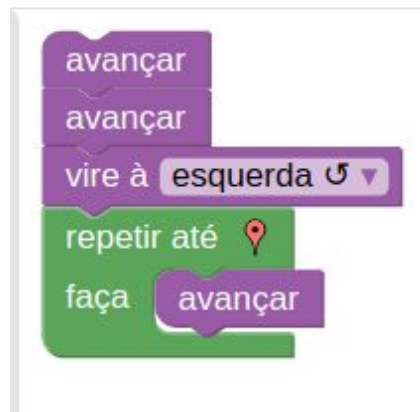 avançar
avançar
vire à esquerda ↺ ▼
repetir até
faça avançar